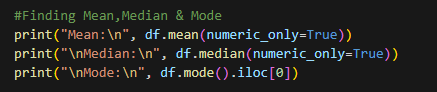 #Finding Mean,Median & Mode
print("Mean:\n", df.mean(numeric_only=True))
print("\nMedian:\n", df.median(numeric_only=True))
print("\nMode:\n", df.mode().iloc[0])